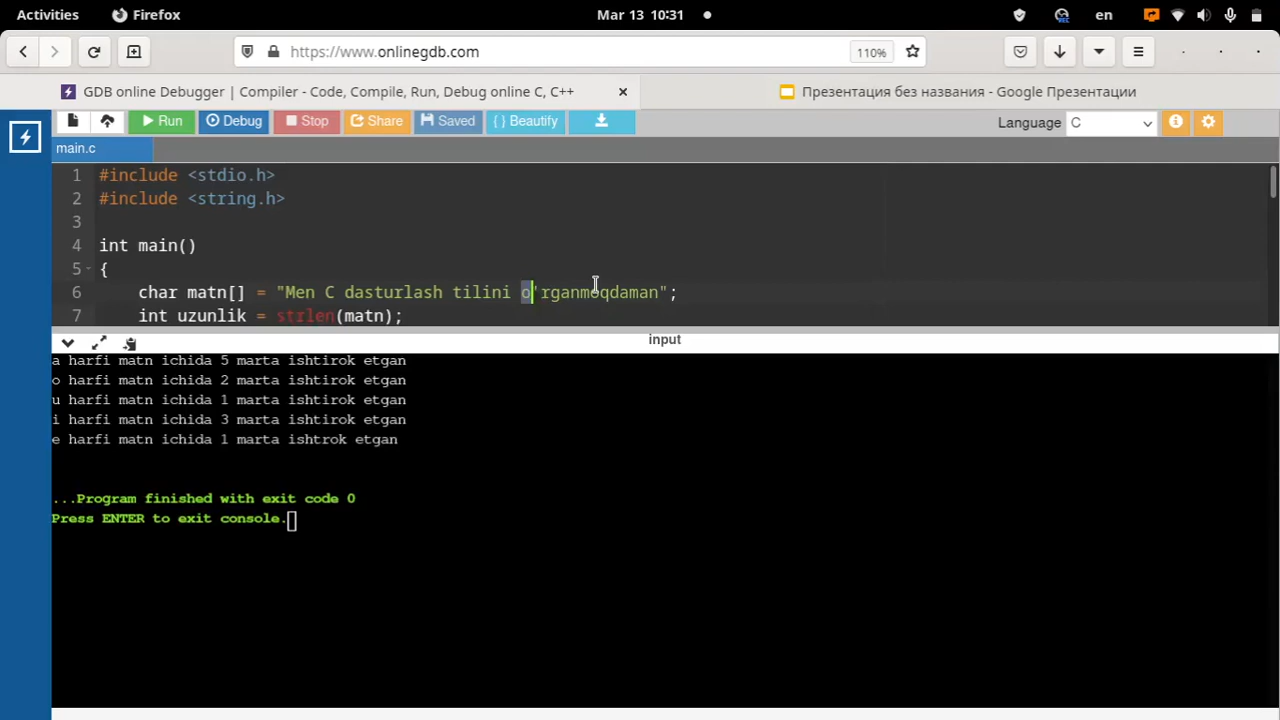 Activities Firefox Mar 13 10:31 en
https://www.onlinegdb.com 110%
GDB online Debugger | Compiler - Code, Compile, Run, Debug online C, C++ Презентация без названия - Google Презентации
Run Debug Stop Share Saved { } Beautify Language C
main.c
1 #include <stdio.h>
2 #include <string.h>
3
4 int main()
5 {
6 char matn[] = "Men C dasturlash tilini o'rganmoqdaman";
7 int uzunlik = strlen(matn);
input
a harfi matn ichida 5 marta ishtirok etgan
o harfi matn ichida 2 marta ishtirok etgan
u harfi matn ichida 1 marta ishtirok etgan
i harfi matn ichida 3 marta ishtirok etgan
e harfi matn ichida 1 marta ishtrok etgan
...Program finished with exit code 0
Press ENTER to exit console.